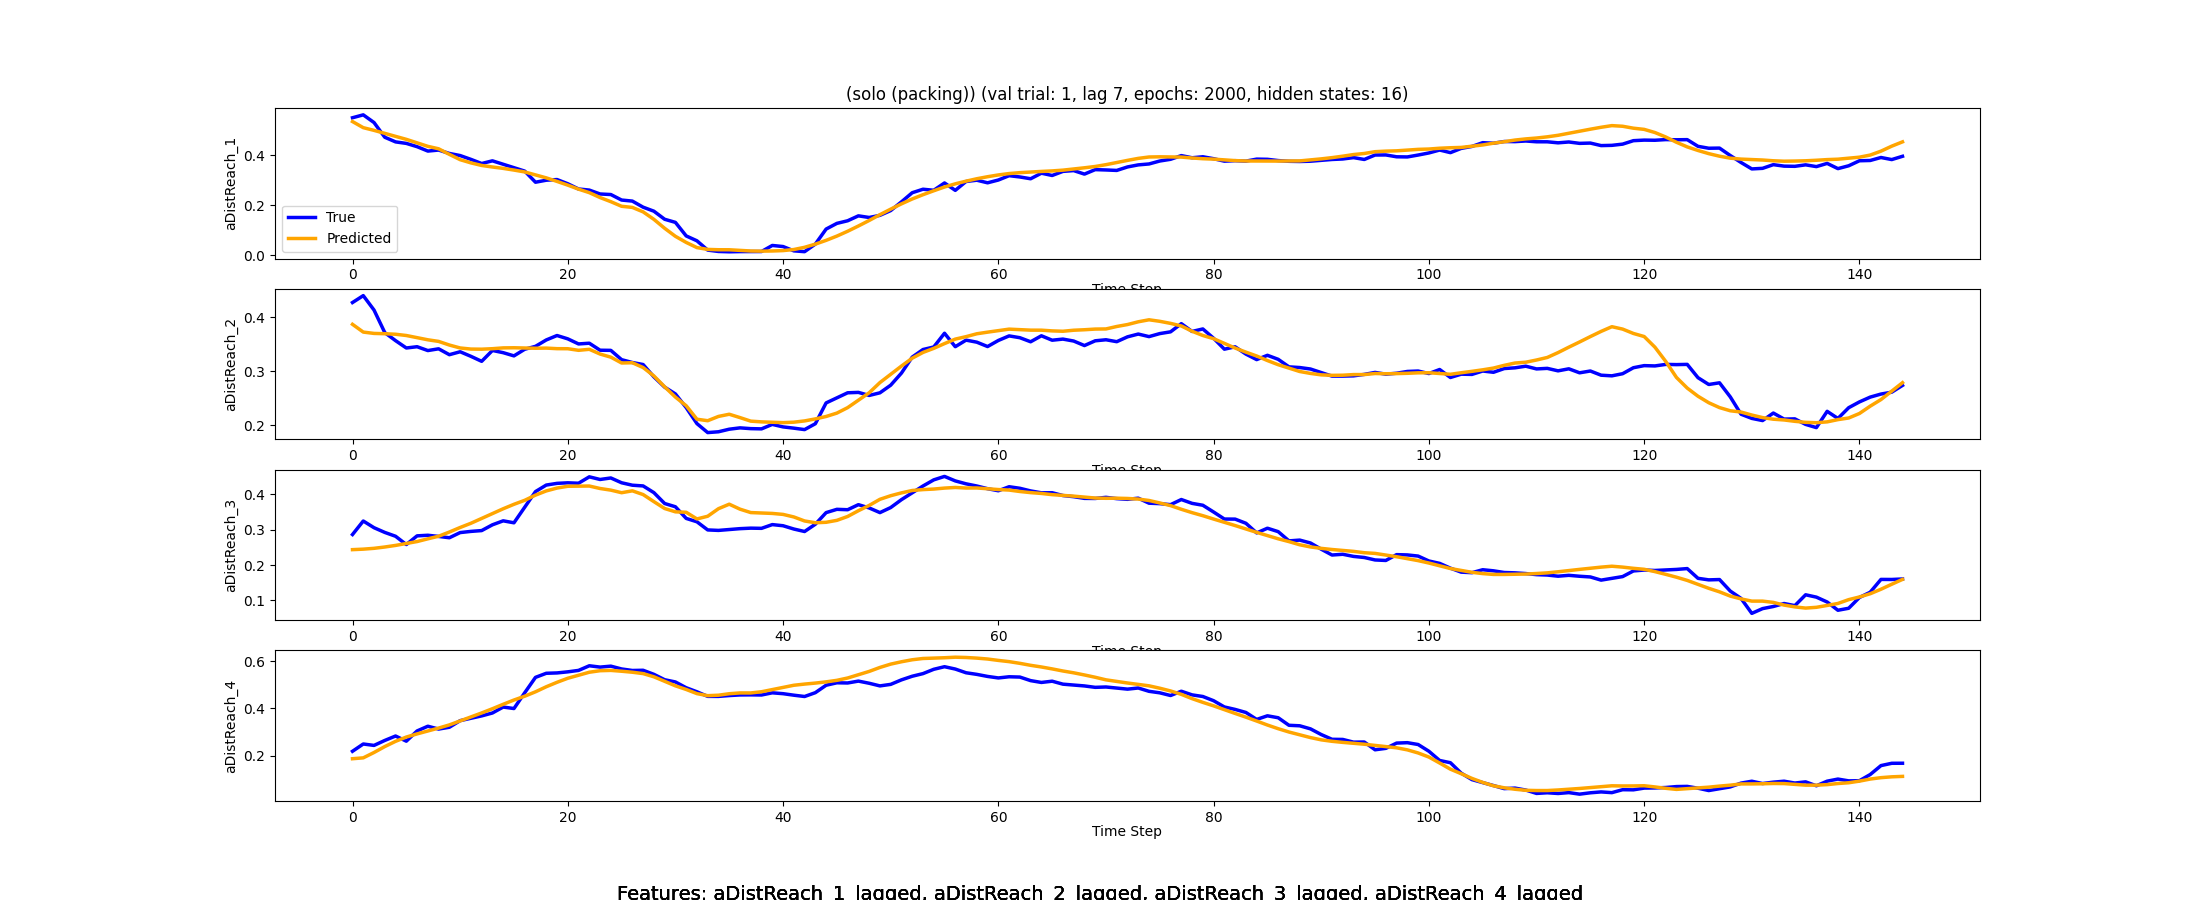 (solo (packing)) (val trial: 1, lag 7, epochs: 2000, hidden states: 16)
aDistReach_1
0.4
0.2
0.0
True
Predicted
0 20 40 60 80 100 120 140
Time Step
aDistReach_2
0.4
0.3
0.2
0 20 40 60 80 100 120 140
Time Step
aDistReach_3
0.4
0.3
0.2
0.1
0 20 40 60 80 100 120 140
Time Step
aDistReach_4
0.6
0.4
0.2
0 20 40 60 80 100 120 140
Time Step
Features: aDistReach_1_lagged, aDistReach_2_lagged, aDistReach_3_lagged, aDistReach_4_lagged